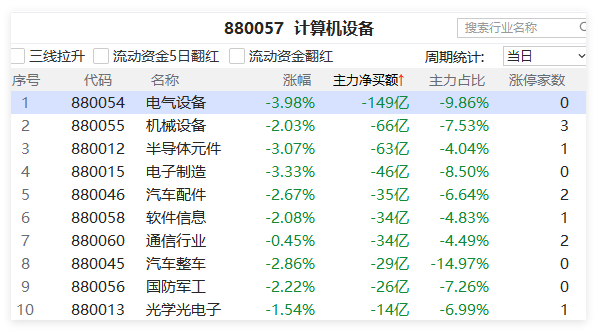 880057 计算机设备 搜索行业名称
三线拉升 流动资金5日翻红 流动资金翻红 周期统计: 当日
序号 代码 名称 涨幅 主力净买额↑ 主力占比 涨停家数
1 880054 电气设备 -3.98% -149亿 -9.86% 0
2 880055 机械设备 -2.03% -66亿 -7.53% 3
3 880012 半导体元件 -3.07% -63亿 -4.04% 1
4 880015 电子制造 -3.33% -46亿 -8.50% 0
5 880046 汽车配件 -2.67% -35亿 -6.64% 2
6 880058 软件信息 -2.08% -34亿 -4.83% 1
7 880060 通信行业 -0.45% -34亿 -4.49% 2
8 880045 汽车整车 -2.86% -29亿 -14.97% 0
9 880056 国防军工 -2.22% -26亿 -7.26% 0
10 880013 光学光电子 -1.54% -14亿 -6.99% 1